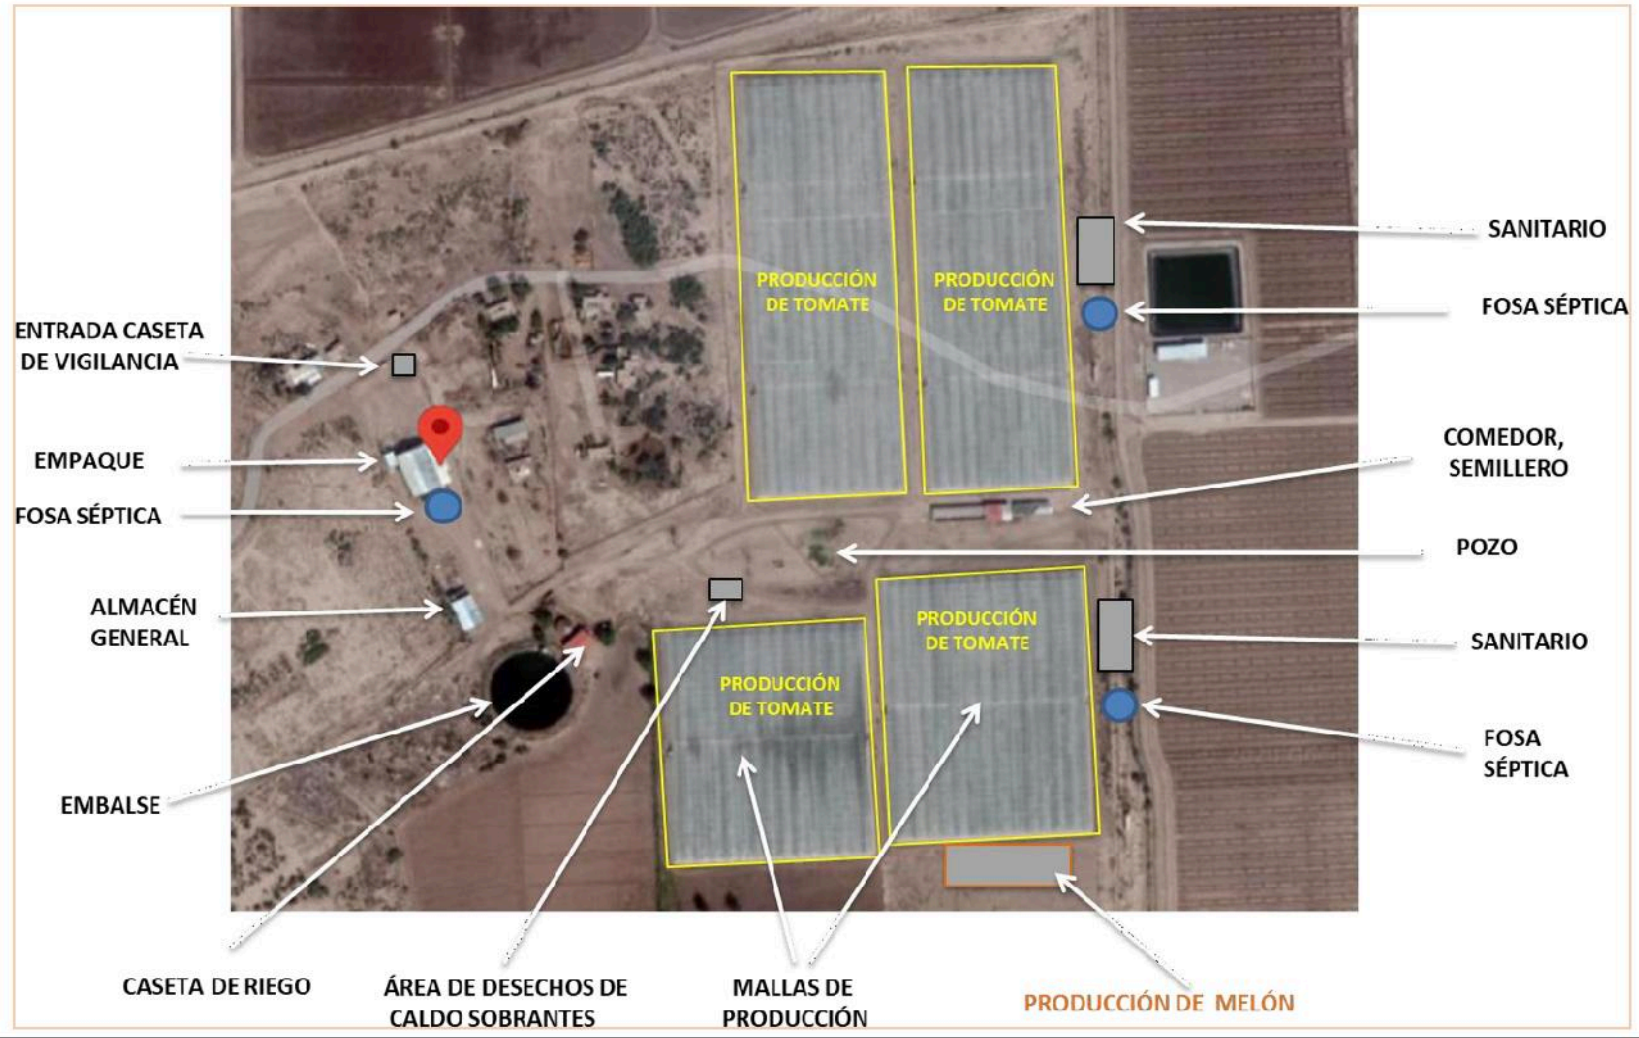 PRODUCCIÓN
DE TOMATE
PRODUCCIÓN
DE TOMATE
SANITARIO
FOSA SÉPTICA
ENTRADA CASETA
DE VIGILANCIA
EMPAQUE
FOSA SÉPTICA
COMEDOR,
SEMILLERO
POZO
ALMACÉN
GENERAL
PRODUCCIÓN
DE TOMATE
SANITARIO
PRODUCCIÓN
DE TOMATE
FOSA
SÉPTICA
EMBALSE
CASETA DE RIEGO
ÁREA DE DESECHOS DE
CALDO SOBRANTES
MALLAS DE
PRODUCCIÓN
PRODUCCIÓN DE MELÓN